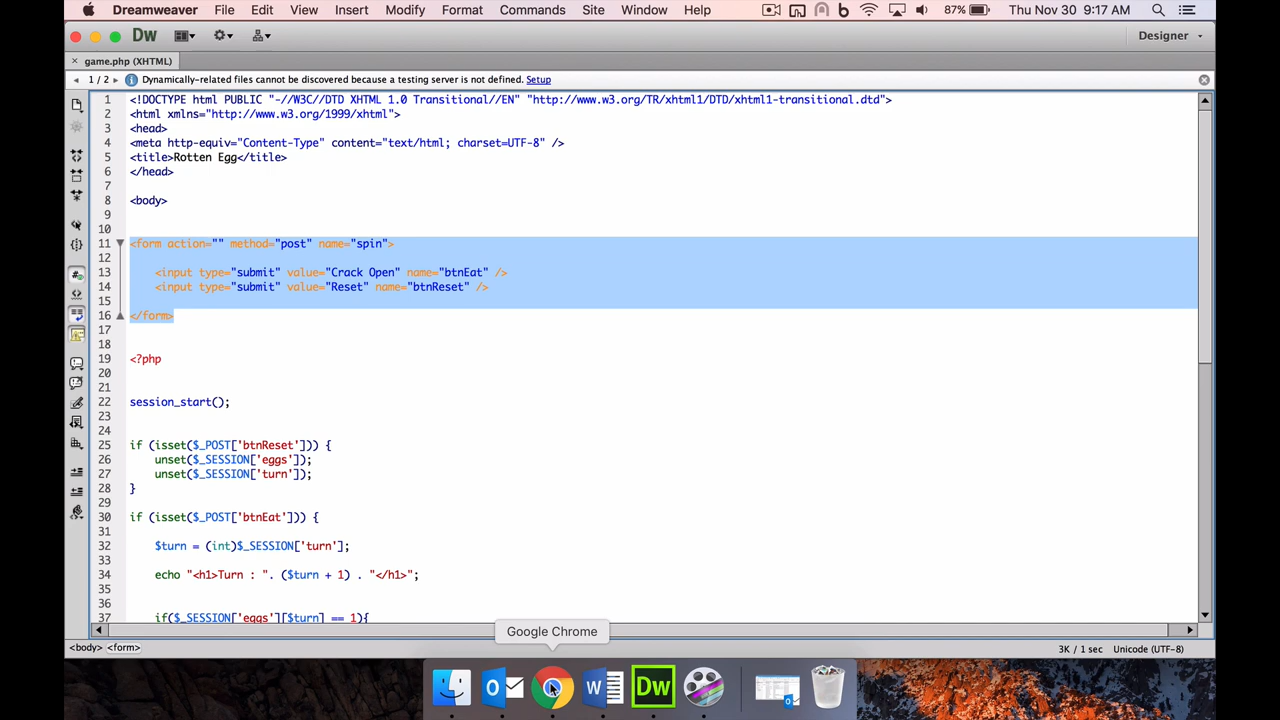 Dreamweaver File Edit View Insert Modify Format Commands Site Window Help 87% Thu Nov 30 9:17 AM
Dw Designer
game.php (XHTML)
1 / 2 Dynamically-related files cannot be discovered because a testing server is not defined. Setup
1 <!DOCTYPE html PUBLIC "-//W3C//DTD XHTML 1.0 Transitional//EN" "http://www.w3.org/TR/xhtml1/DTD/xhtml1-transitional.dtd">
2 <html xmlns="http://www.w3.org/1999/xhtml">
3 <head>
4 <meta http-equiv="Content-Type" content="text/html; charset=UTF-8" />
5 <title>Rotten Egg</title>
6 </head>
7
8 <body>
9
10
11 <form action="" method="post" name="spin">
12
13 <input type="submit" value="Crack Open" name="btnEat" />
14 <input type="submit" value="Reset" name="btnReset" />
15
16 </form>
17
18
19 <?php
20
21
22 session_start();
23
24
25 if (isset($_POST['btnReset'])) {
26 unset($_SESSION['eggs']);
27 unset($_SESSION['turn']);
28 }
29
30 if (isset($_POST['btnEat'])) {
31
32 $turn = (int)$_SESSION['turn'];
33
34 echo "<h1>Turn : ". ($turn + 1) . "</h1>";
35
36
37 if($_SESSION['eggs'][$turn] == 1){
Google Chrome
<body> <form> 3K / 1 sec Unicode (UTF-8)
Dw